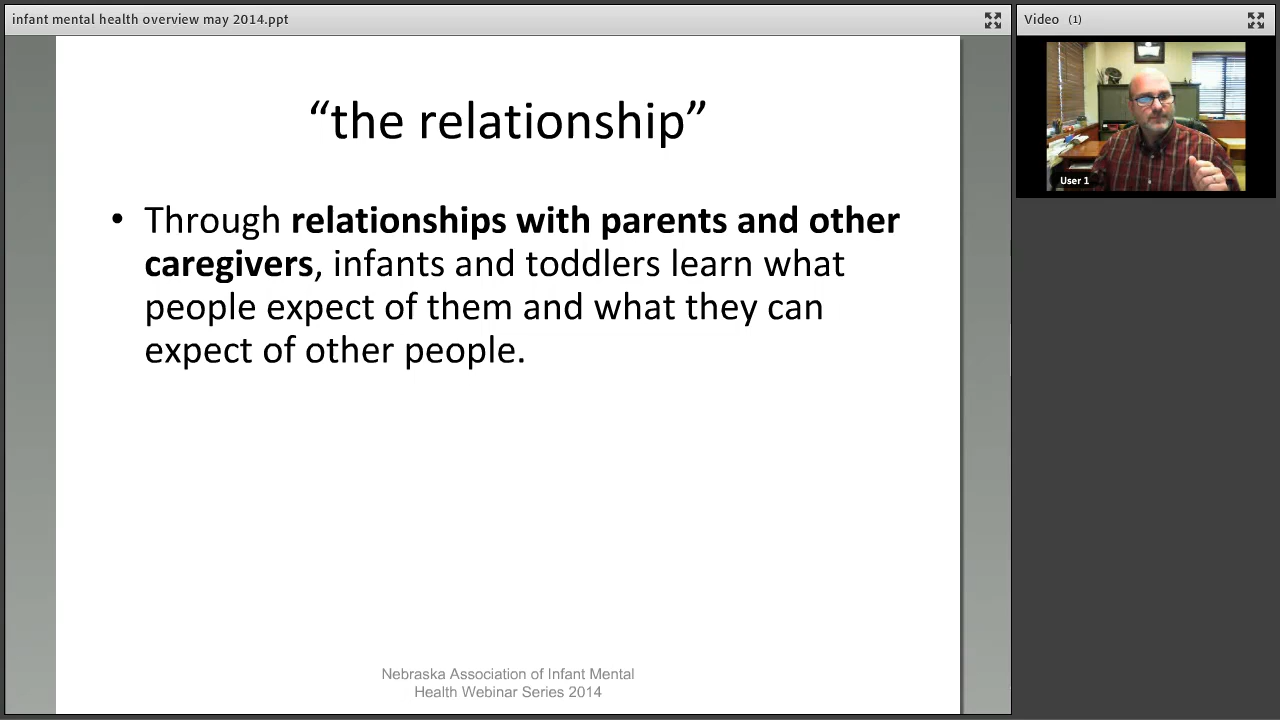 infant mental health overview may 2014.ppt
Video (1)
“the relationship”
• Through relationships with parents and other
caregivers, infants and toddlers learn what
people expect of them and what they can
expect of other people.
User 1
Nebraska Association of Infant Mental
Health Webinar Series 2014